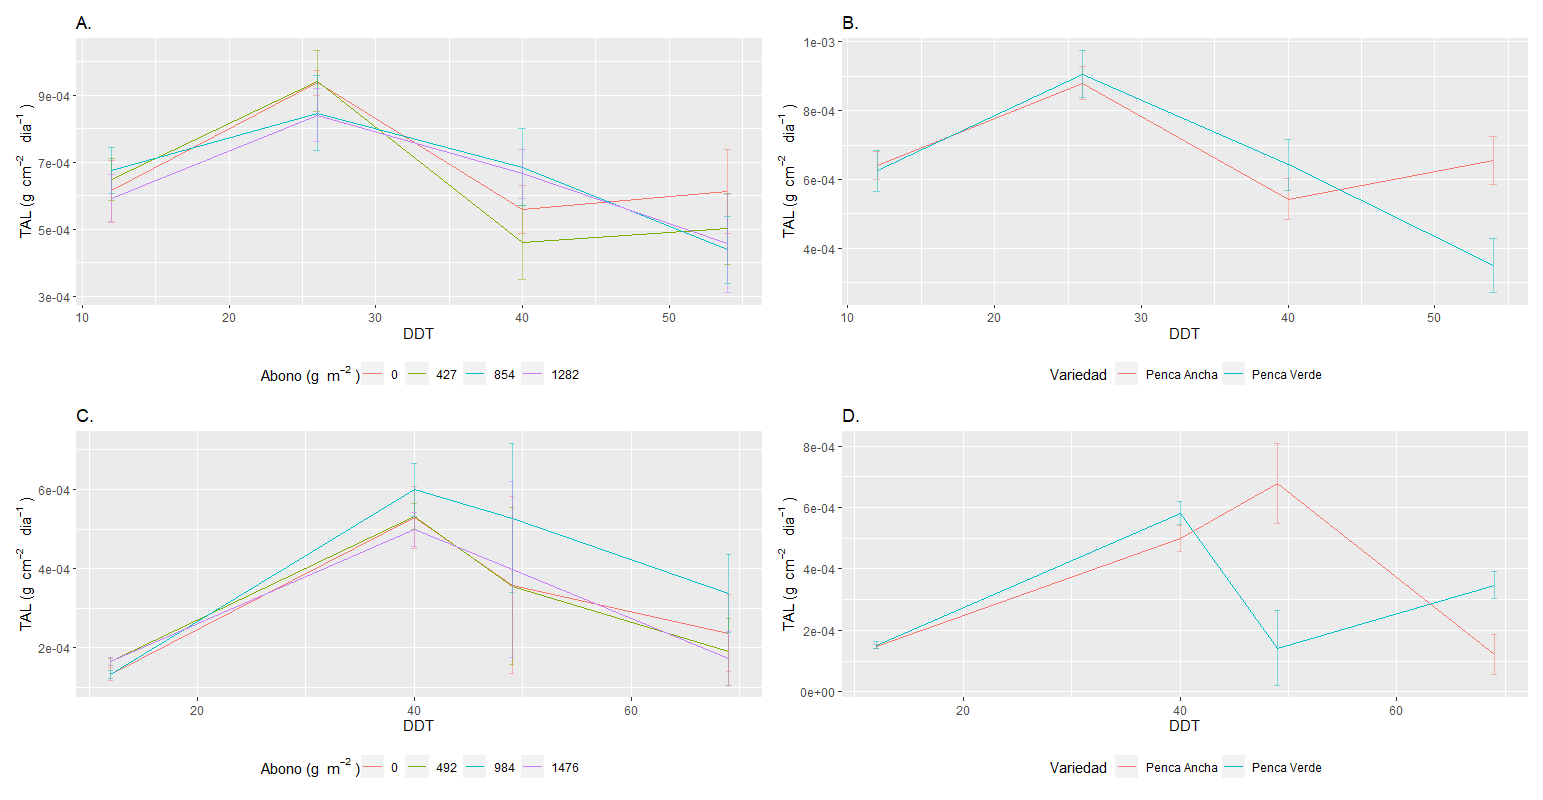 A.
TAL (g cm⁻² dia⁻¹)
9e-04
7e-04
5e-04
3e-04
10 20 30 40 50
DDT
Abono (g m⁻²) 0 427 854 1282
B.
TAL (g cm⁻² dia⁻¹)
1e-03
8e-04
6e-04
4e-04
10 20 30 40 50
DDT
Variedad Penca Ancha Penca Verde
C.
TAL (g cm⁻² dia⁻¹)
6e-04
4e-04
2e-04
20 40 60
DDT
Abono (g m⁻²) 0 492 984 1476
D.
TAL (g cm⁻² dia⁻¹)
8e-04
6e-04
4e-04
2e-04
0e+00
20 40 60
DDT
Variedad Penca Ancha Penca Verde